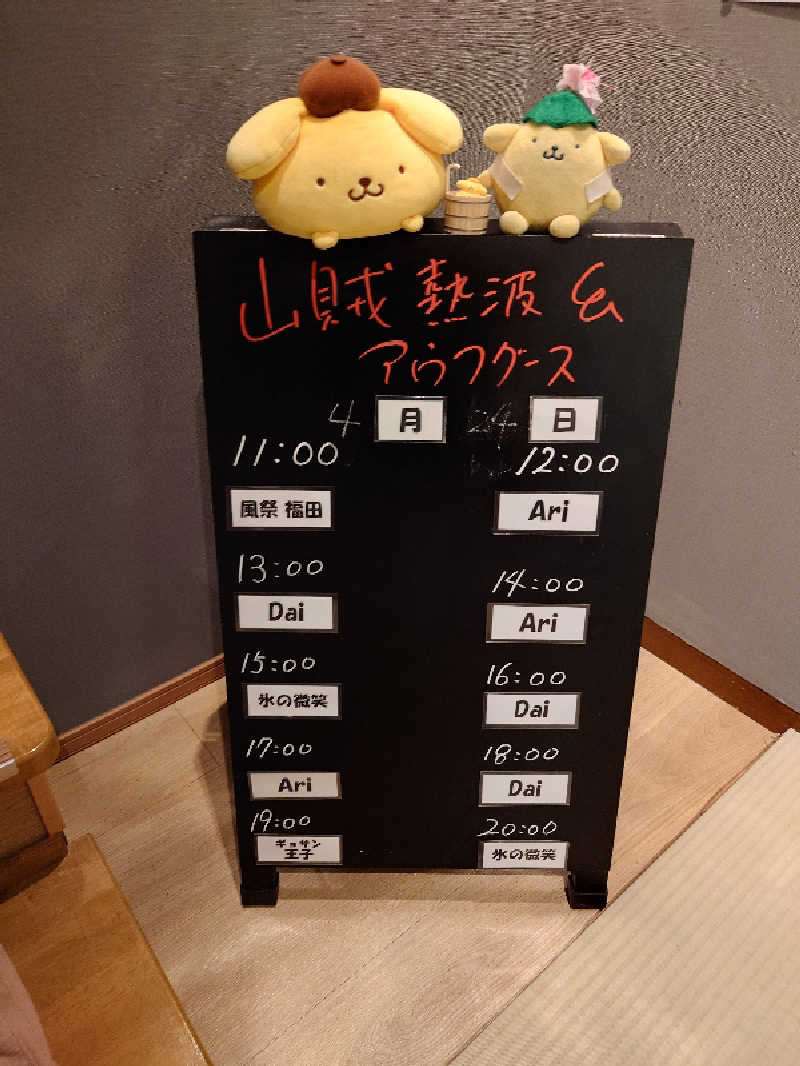 山賊 熱波 &
アウフグース
4 月 24 日
11:00 12:00
風祭 福田 Ari
13:00 14:00
Dai Ari
15:00 16:00
氷の微笑 Dai
17:00 18:00
Ari Dai
19:00 20:00
ギョサン
王子 氷の微笑